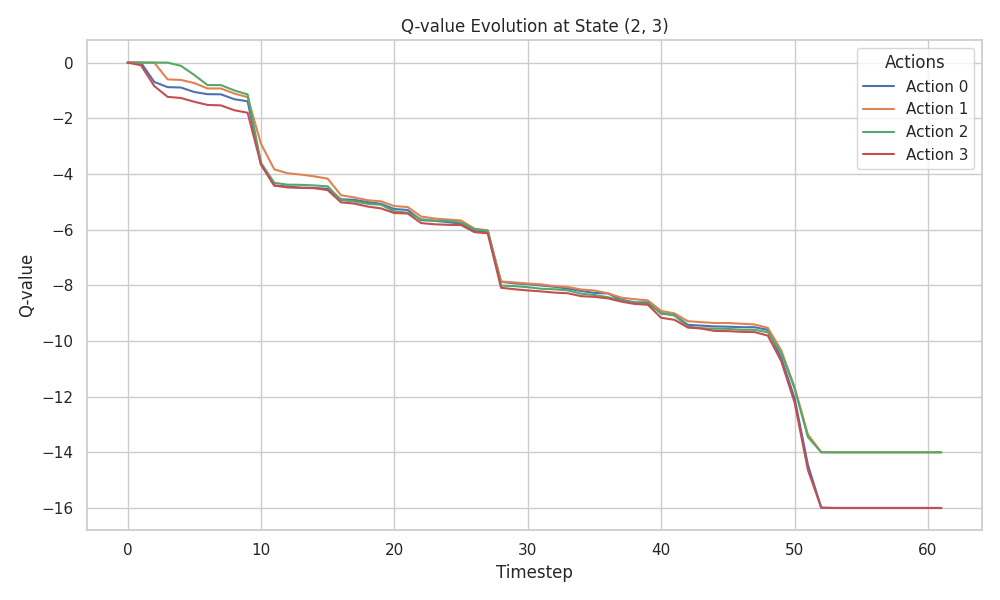 Q-value Evolution at State (2, 3)
Actions
Action 0
Action 1
Action 2
Action 3
Q-value
0
−2
−4
−6
−8
−10
−12
−14
−16
0 10 20 30 40 50 60
Timestep